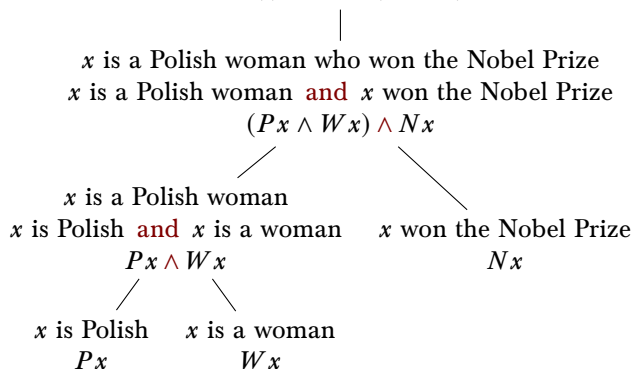 x is a Polish woman who won the Nobel Prize
x is a Polish woman and x won the Nobel Prize
(Px ∧ Wx) ∧ Nx
x is a Polish woman
x is Polish and x is a woman
Px ∧ Wx
x won the Nobel Prize
Nx
x is Polish
Px
x is a woman
Wx